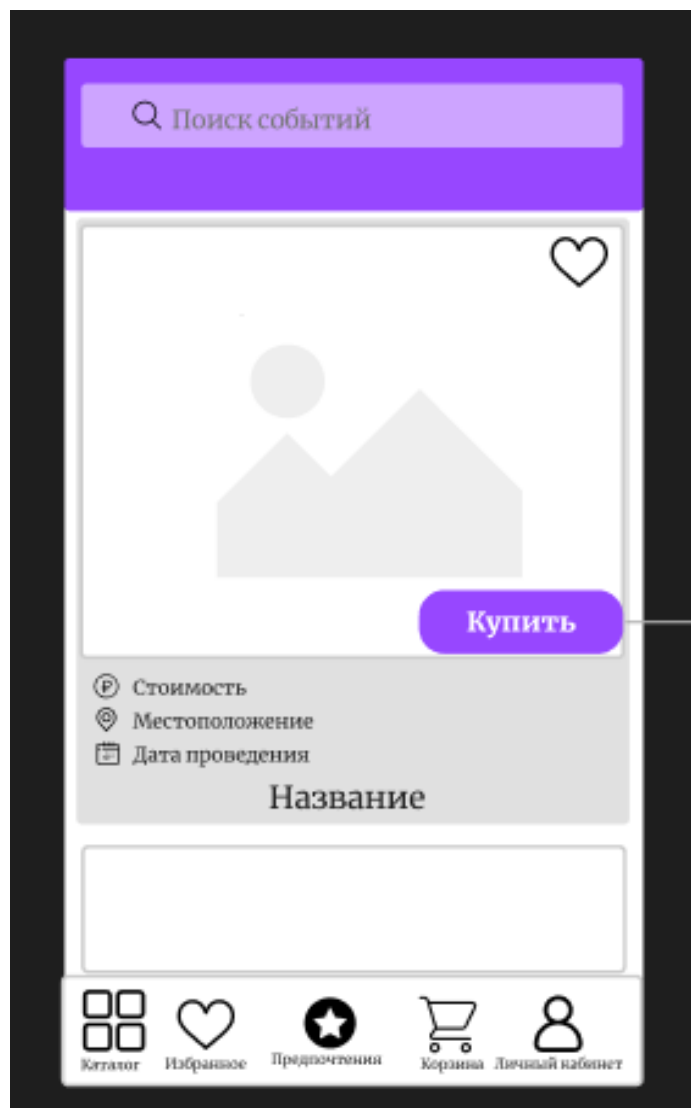 Поиск событий
Купить
Стоимость
Местоположение
Дата проведения
Название
Каталог Избранное Предпочтения Корзина Личный кабинет